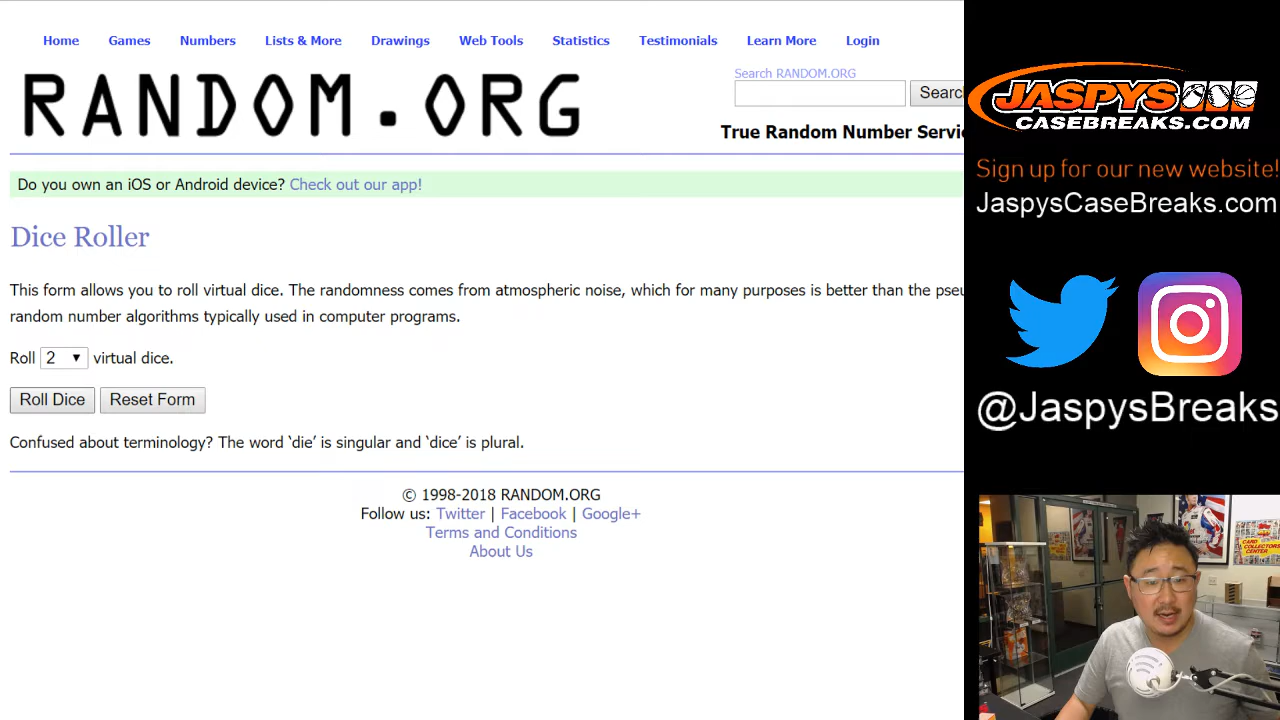 Home Games Numbers Lists & More Drawings Web Tools Statistics Testimonials Learn More Login
RANDOM.ORG
Search RANDOM.ORG
Search
True Random Number Servi
Do you own an iOS or Android device? Check out our app!
Dice Roller
This form allows you to roll virtual dice. The randomness comes from atmospheric noise, which for many purposes is better than the pseu
random number algorithms typically used in computer programs.
Roll 2 virtual dice.
Roll Dice Reset Form
Confused about terminology? The word ‘die’ is singular and ‘dice’ is plural.
© 1998-2018 RANDOM.ORG
Follow us: Twitter | Facebook | Google+
Terms and Conditions
About Us
JASPYS
CASEBREAKS.COM
Sign up for our new website!
JaspysCaseBreaks.com
@JaspysBreaks
CARD
COLLECTORS
CENTER